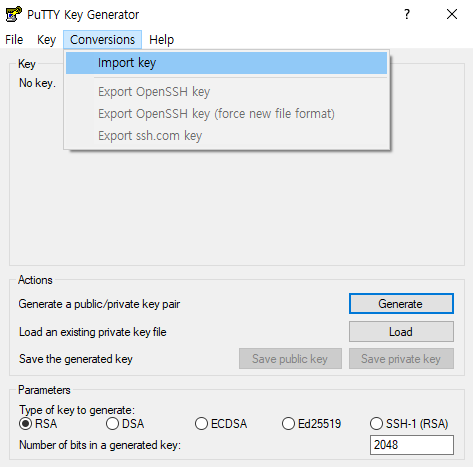 PuTTY Key Generator
? ×
File Key Conversions Help
Import key
Export OpenSSH key
Export OpenSSH key (force new file format)
Export ssh.com key
Key
No key.
Actions
Generate a public/private key pair Generate
Load an existing private key file Load
Save the generated key Save public key Save private key
Parameters
Type of key to generate:
RSA DSA ECDSA Ed25519 SSH-1 (RSA)
Number of bits in a generated key: 2048